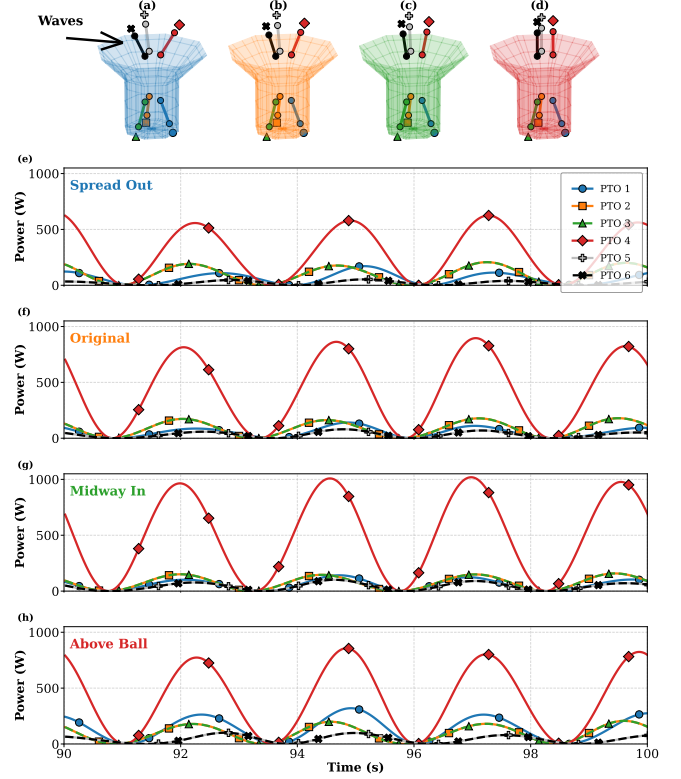 (a) (b) (c) (d)
Waves
(e)
1000
500
0
Power (W)
Spread Out
PTO 1
PTO 2
PTO 3
PTO 4
PTO 5
PTO 6
(f)
1000
500
0
Power (W)
Original
(g)
1000
500
0
Power (W)
Midway In
(h)
1000
500
0
Power (W)
Above Ball
90 92 94 96 98 100
Time (s)